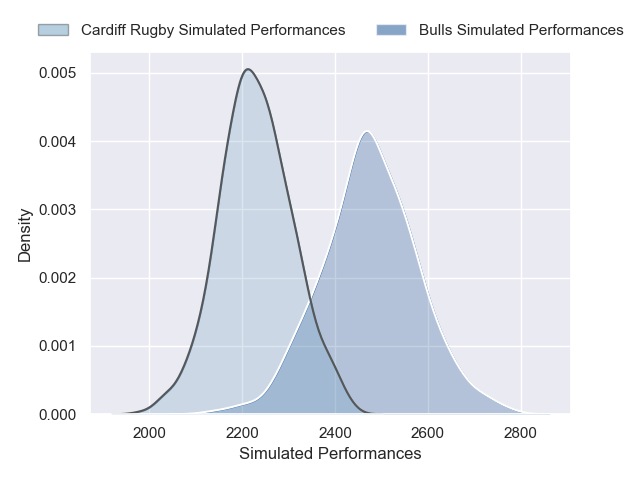 Cardiff Rugby Simulated Performances
Bulls Simulated Performances
0.005
0.004
0.003
0.002
0.001
0.000
Density
2000
2200
2400
2600
2800
Simulated Performances